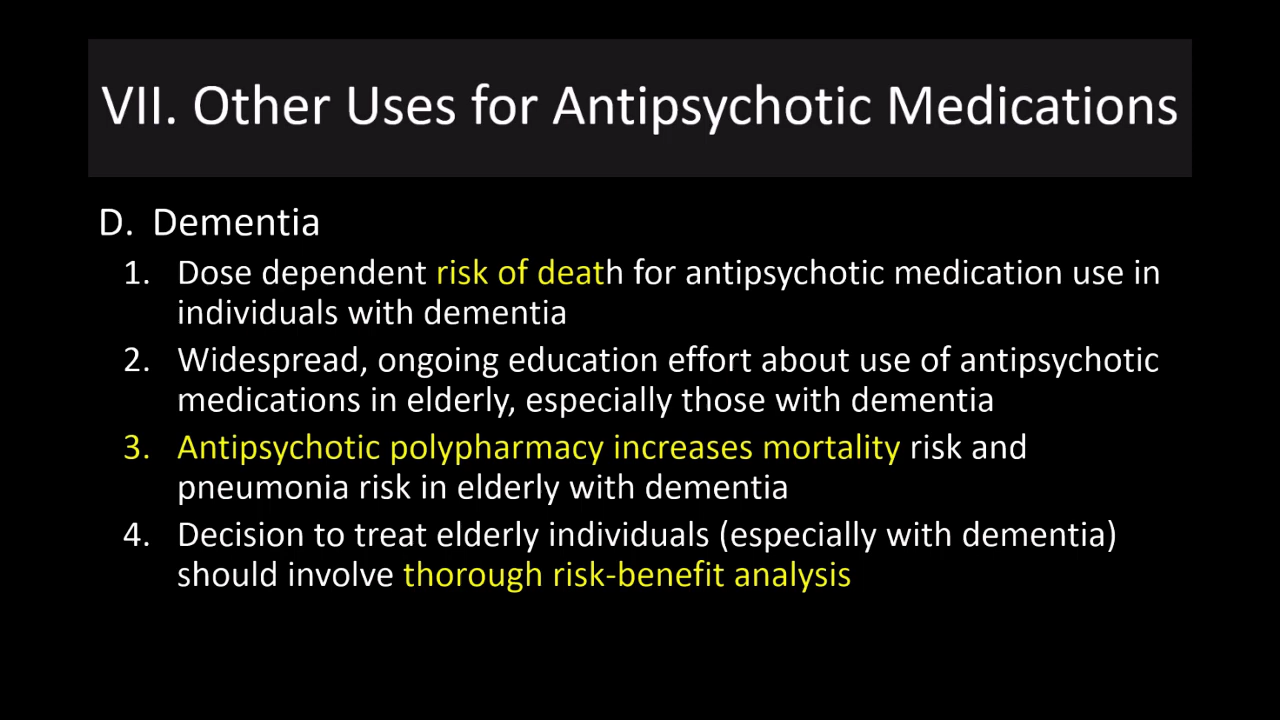 VII. Other Uses for Antipsychotic Medications
D. Dementia
1. Dose dependent risk of death for antipsychotic medication use in
individuals with dementia
2. Widespread, ongoing education effort about use of antipsychotic
medications in elderly, especially those with dementia
3. Antipsychotic polypharmacy increases mortality risk and
pneumonia risk in elderly with dementia
4. Decision to treat elderly individuals (especially with dementia)
should involve thorough risk-benefit analysis